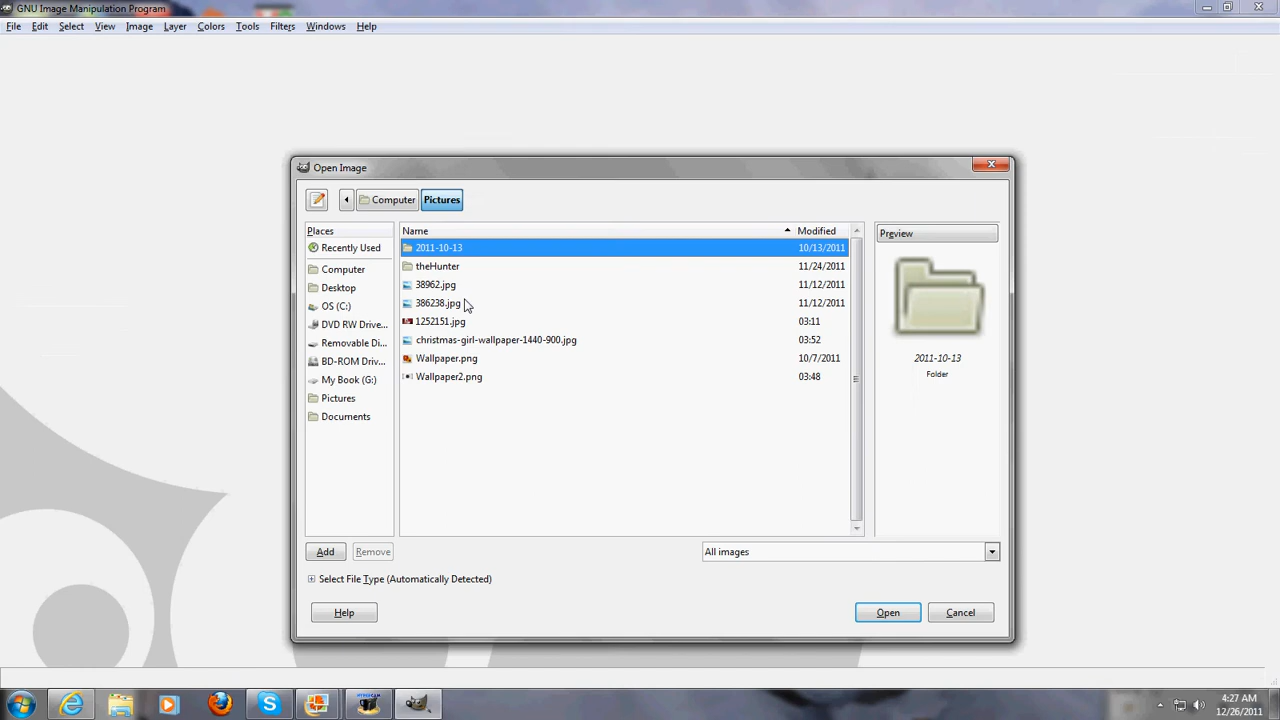 GNU Image Manipulation Program
File Edit Select View Image Layer Colors Tools Filters Windows Help
Open Image
Computer Pictures
Places Name Modified Preview
Recently Used 2011-10-13 10/13/2011
theHunter 11/24/2011
Computer 38962.jpg 11/12/2011
Desktop
OS (C:) 386238.jpg 11/12/2011
DVD RW Drive... 1252151.jpg 03:11
Removable Di... christmas-girl-wallpaper-1440-900.jpg 03:52
BD-ROM Driv... Wallpaper.png 10/7/2011 2011-10-13
My Book (G:) Wallpaper2.png 03:48 Folder
Pictures
Documents
Add Remove All images
Select File Type (Automatically Detected)
Help Open Cancel
4:27 AM
12/26/2011